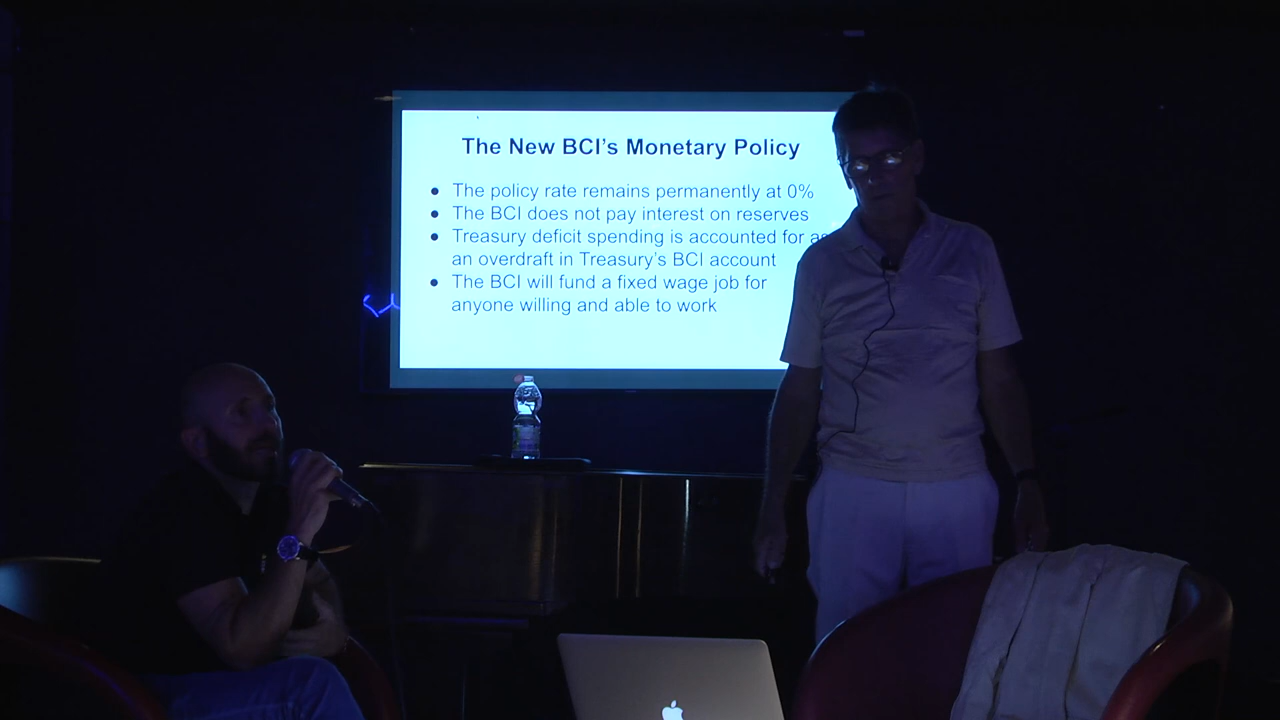 The New BCI's Monetary Policy
● The policy rate remains permanently at 0%
● The BCI does not pay interest on reserves
● Treasury deficit spending is accounted for as
an overdraft in Treasury's BCI account
● The BCI will fund a fixed wage job for
anyone willing and able to work